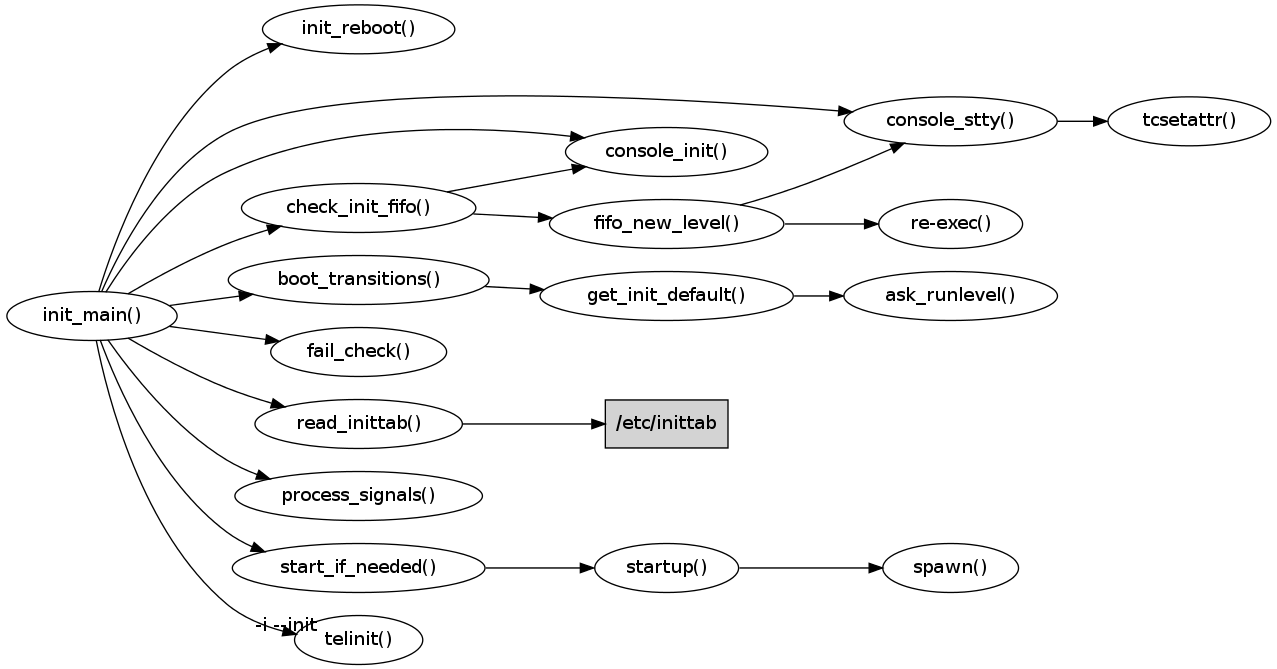 init_reboot()
console_stty()
tcsetattr()
console_init()
check_init_fifo()
fifo_new_level()
re-exec()
boot_transitions()
get_init_default()
ask_runlevel()
init_main()
fail_check()
read_inittab()
/etc/inittab
process_signals()
start_if_needed()
startup()
spawn()
-i --init
telinit()